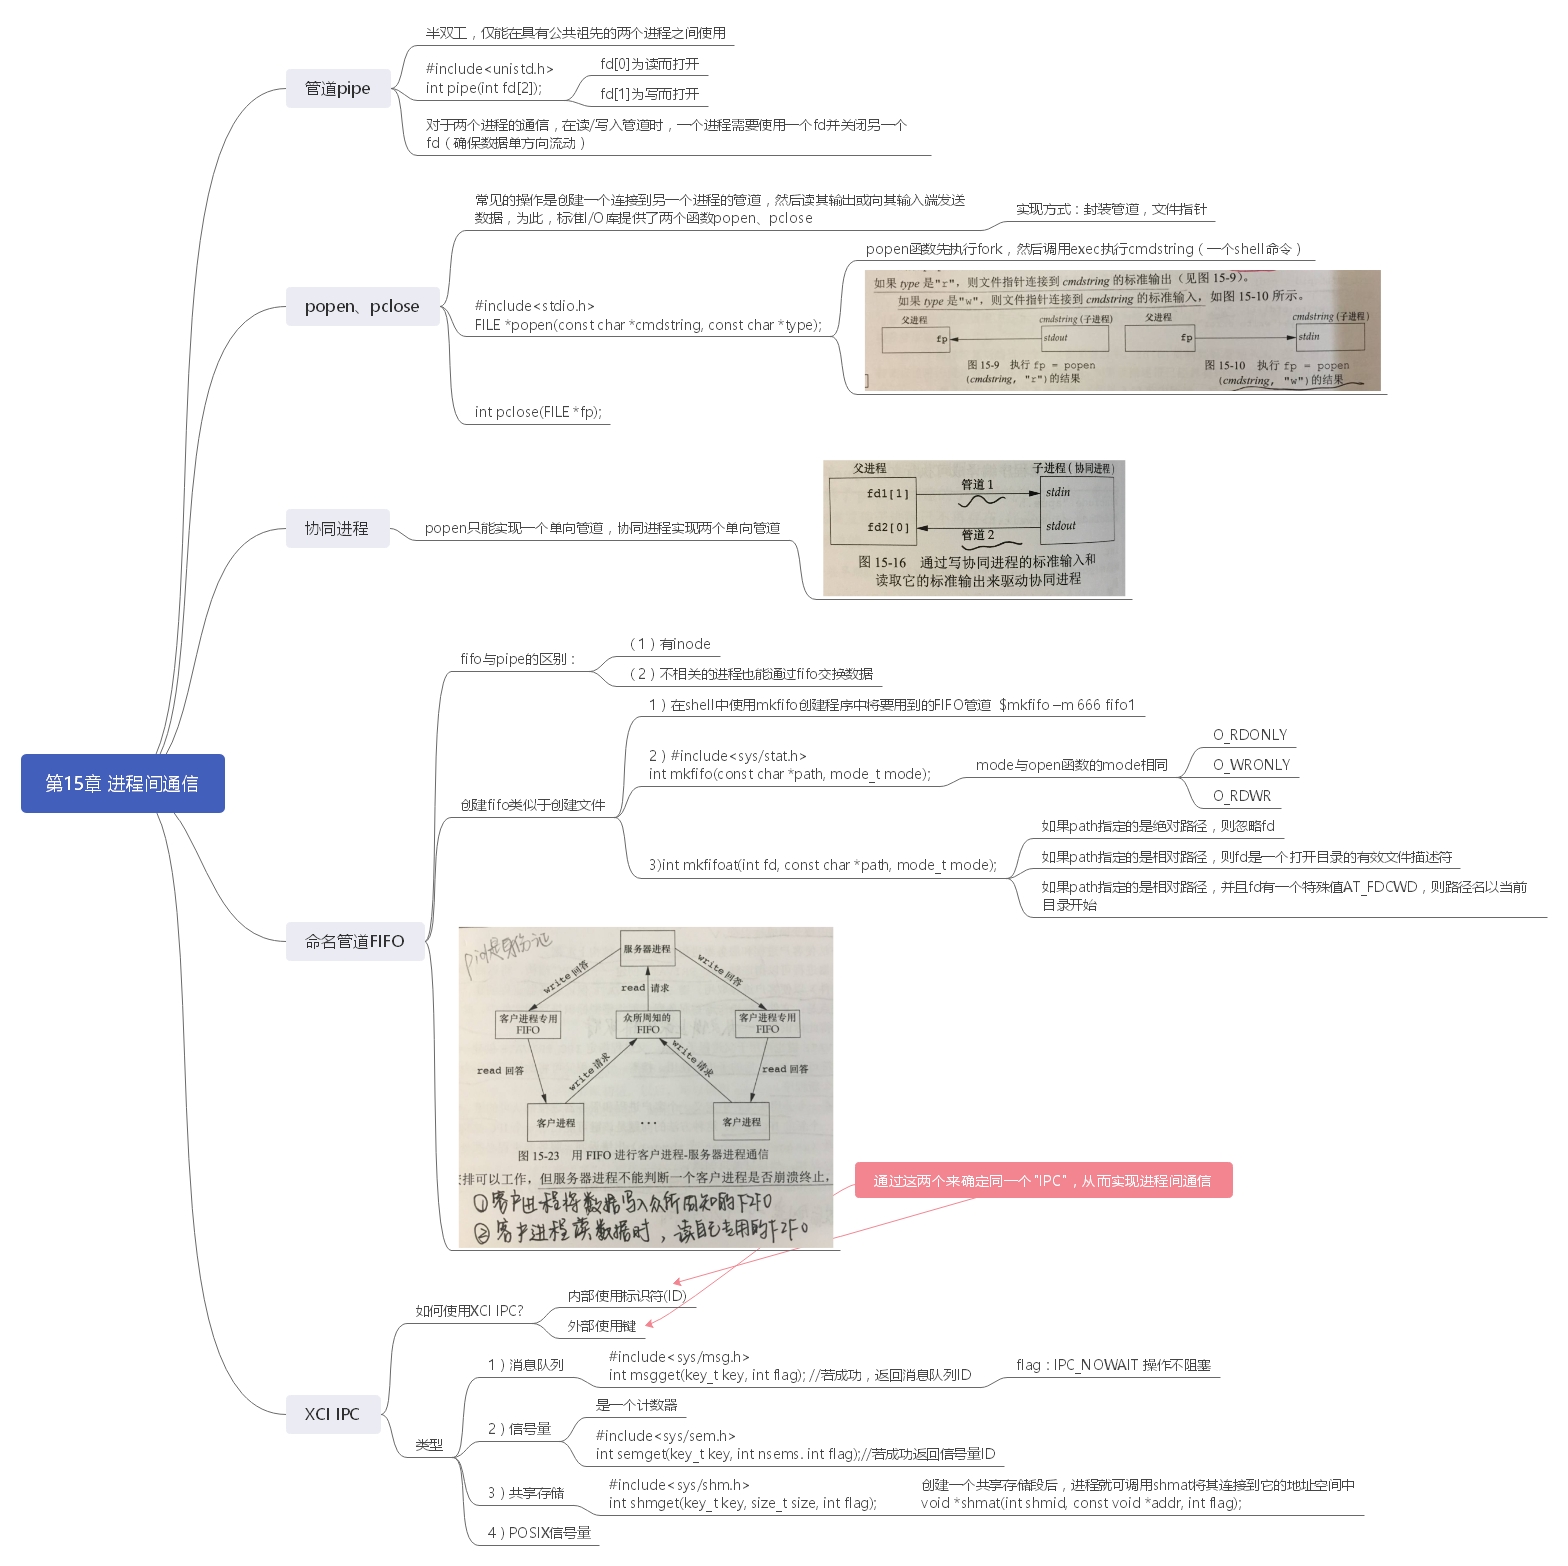 第15章 进程间通信
管道pipe
半双工，仅能在具有公共祖先的两个进程之间使用
#include<unistd.h>
int pipe(int fd[2]);
fd[0]为读而打开
fd[1]为写而打开
对于两个进程的通信，在读/写入管道时，一个进程需要使用一个fd并关闭另一个
fd（确保数据单方向流动）
popen、pclose
常见的操作是创建一个连接到另一个进程的管道，然后读其输出或向其输入端发送
数据，为此，标准I/O库提供了两个函数popen、pclose
实现方式：封装管道，文件指针
#include<stdio.h>
FILE *popen(const char *cmdstring, const char *type);
popen函数先执行fork，然后调用exec执行cmdstring（一个shell命令）
如果 type 是"r"，则文件指针连接到 cmdstring 的标准输出（见图 15-9）。
如果 type 是"w"，则文件指针连接到 cmdstring 的标准输入，如图 15-10 所示。
父进程
cmdstring (子进程)
fp
stdout
图 15-9 执行 fp = popen
(cmdstring, "r")的结果
父进程
cmdstring (子进程)
fp
stdin
图 15-10 执行 fp = popen
(cmdstring, "w")的结果
int pclose(FILE *fp);
协同进程
popen只能实现一个单向管道，协同进程实现两个单向管道
父进程
子进程 ( 协同进程)
fd1[1]
管道 1
stdin
fd2[0]
管道 2
stdout
图 15-16 通过写协同进程的标准输入和
读取它的标准输出来驱动协同进程
命名管道FIFO
fifo与pipe的区别：
（1）有inode
（2）不相关的进程也能通过fifo交换数据
创建fifo类似于创建文件
1）在shell中使用mkfifo创建程序中将要用到的FIFO管道 $mkfifo –m 666 fifo1
2）#include<sys/stat.h>
int mkfifo(const char *path, mode_t mode);
mode与open函数的mode相同
O_RDONLY
O_WRONLY
O_RDWR
3)int mkfifoat(int fd, const char *path, mode_t mode);
如果path指定的是绝对路径，则忽略fd
如果path指定的是相对路径，则fd是一个打开目录的有效文件描述符
如果path指定的是相对路径，并且fd有一个特殊值AT_FDCWD，则路径名以当前
目录开始
pid是身份证
服务器进程
write 回答
read 请求
write 回答
客户进程专用
FIFO
众所周知的
FIFO
客户进程专用
FIFO
read 回答
write 请求
write 请求
read 回答
客户进程
···
客户进程
图 15-23 用 FIFO 进行客户进程-服务器进程通信
排可以工作，但服务器进程不能判断一个客户进程是否崩溃终止，
①客户进程将数据写入众所周知的FIFO
②客户进程读数据时，读自己专用的FIFO
通过这两个来确定同一个"IPC"，从而实现进程间通信
XCI IPC
如何使用XCI IPC?
内部使用标识符(ID)
外部使用键
类型
1）消息队列
#include<sys/msg.h>
int msgget(key_t key, int flag); //若成功，返回消息队列ID
flag：IPC_NOWAIT 操作不阻塞
2）信号量
是一个计数器
#include<sys/sem.h>
int semget(key_t key, int nsems. int flag);//若成功返回信号量ID
3）共享存储
#include<sys/shm.h>
int shmget(key_t key, size_t size, int flag);
创建一个共享存储段后，进程就可调用shmat将其连接到它的地址空间中
void *shmat(int shmid, const void *addr, int flag);
4）POSIX信号量